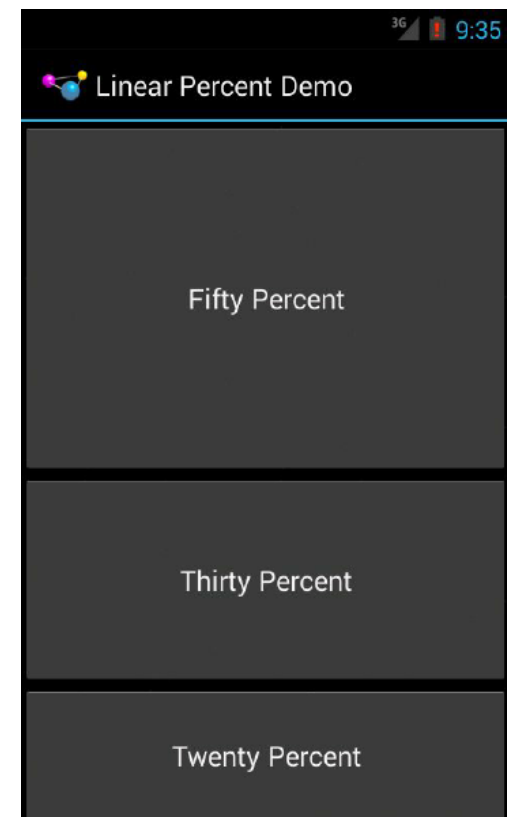 3G 9:35
Linear Percent Demo
Fifty Percent
Thirty Percent
Twenty Percent